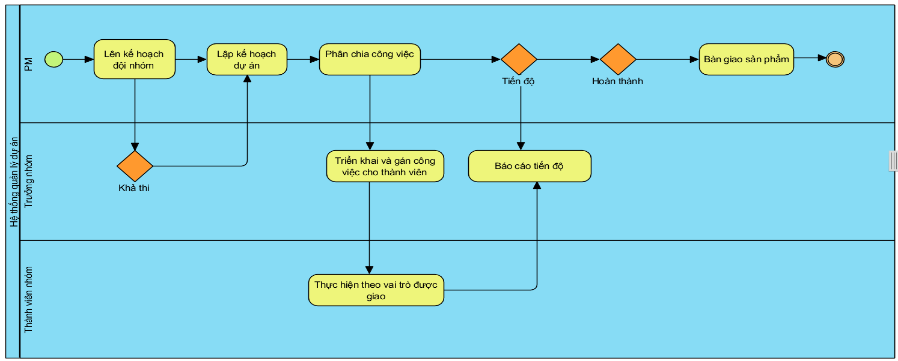 Hệ thống quản lý dự án
PM
Lên kế hoạch
đội nhóm
Lập kế hoạch
dự án
Phân chia công việc
Tiến độ
Hoàn thành
Bàn giao sản phẩm
Trưởng nhóm
Khả thi
Triển khai và gán công
việc cho thành viên
Báo cáo tiến độ
Thành viên nhóm
Thực hiện theo vai trò được
giao